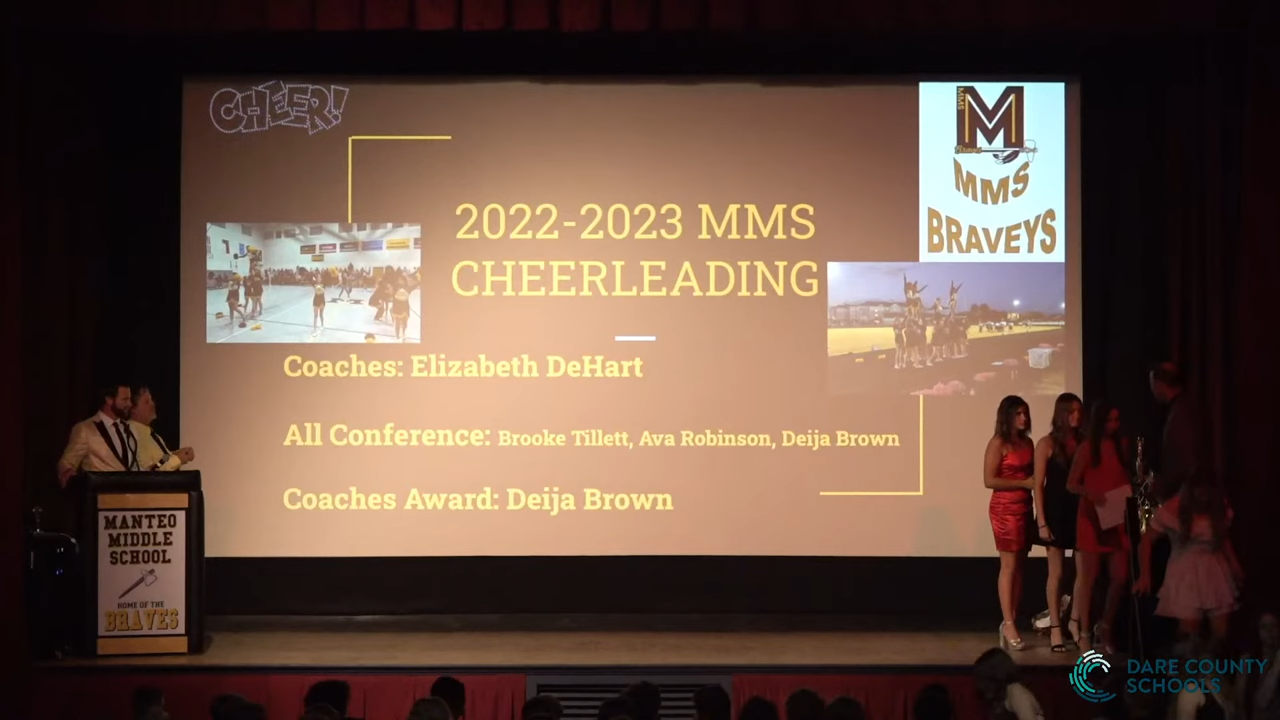 CHEER!
MMS
M
MMS
BRAVEYS
2022-2023 MMS
CHEERLEADING
Coaches: Elizabeth DeHart
All Conference: Brooke Tillett, Ava Robinson, Deija Brown
Coaches Award: Deija Brown
MANTEO
MIDDLE
SCHOOL
HOME OF THE
BRAVES
DARE COUNTY
SCHOOLS